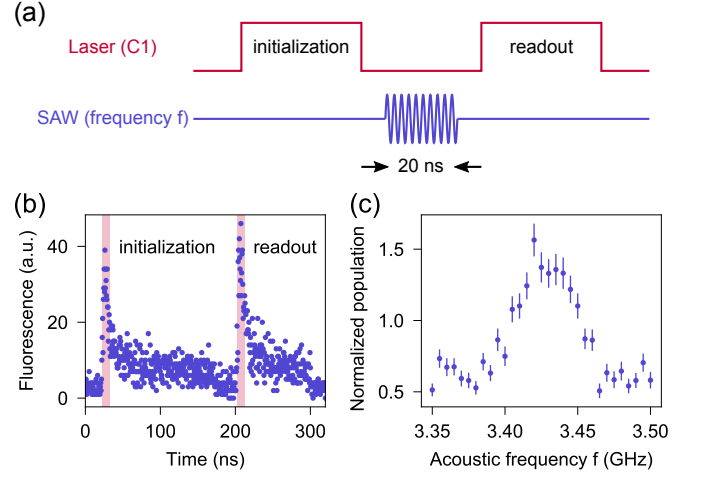 (a)
Laser (C1)
initialization
readout
SAW (frequency f)
20 ns
(b)
Fluorescence (a.u.)
40
20
0
initialization
readout
0
100
200
300
Time (ns)
(c)
Normalized population
1.5
1.0
0.5
3.35
3.40
3.45
3.50
Acoustic frequency f (GHz)